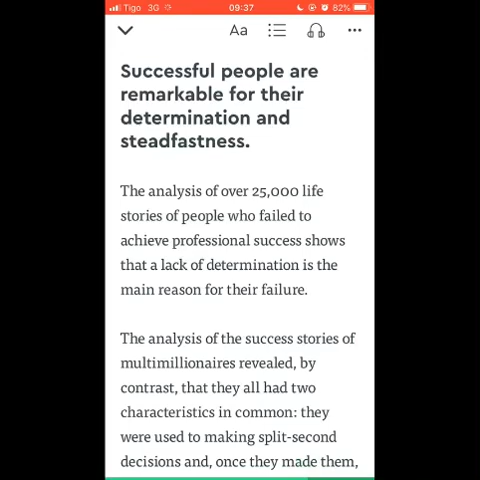 Tigo 3G 09:37 82%
Aa
Successful people are
remarkable for their
determination and
steadfastness.
The analysis of over 25,000 life
stories of people who failed to
achieve professional success shows
that a lack of determination is the
main reason for their failure.
The analysis of the success stories of
multimillionaires revealed, by
contrast, that they all had two
characteristics in common: they
were used to making split-second
decisions and, once they made them,